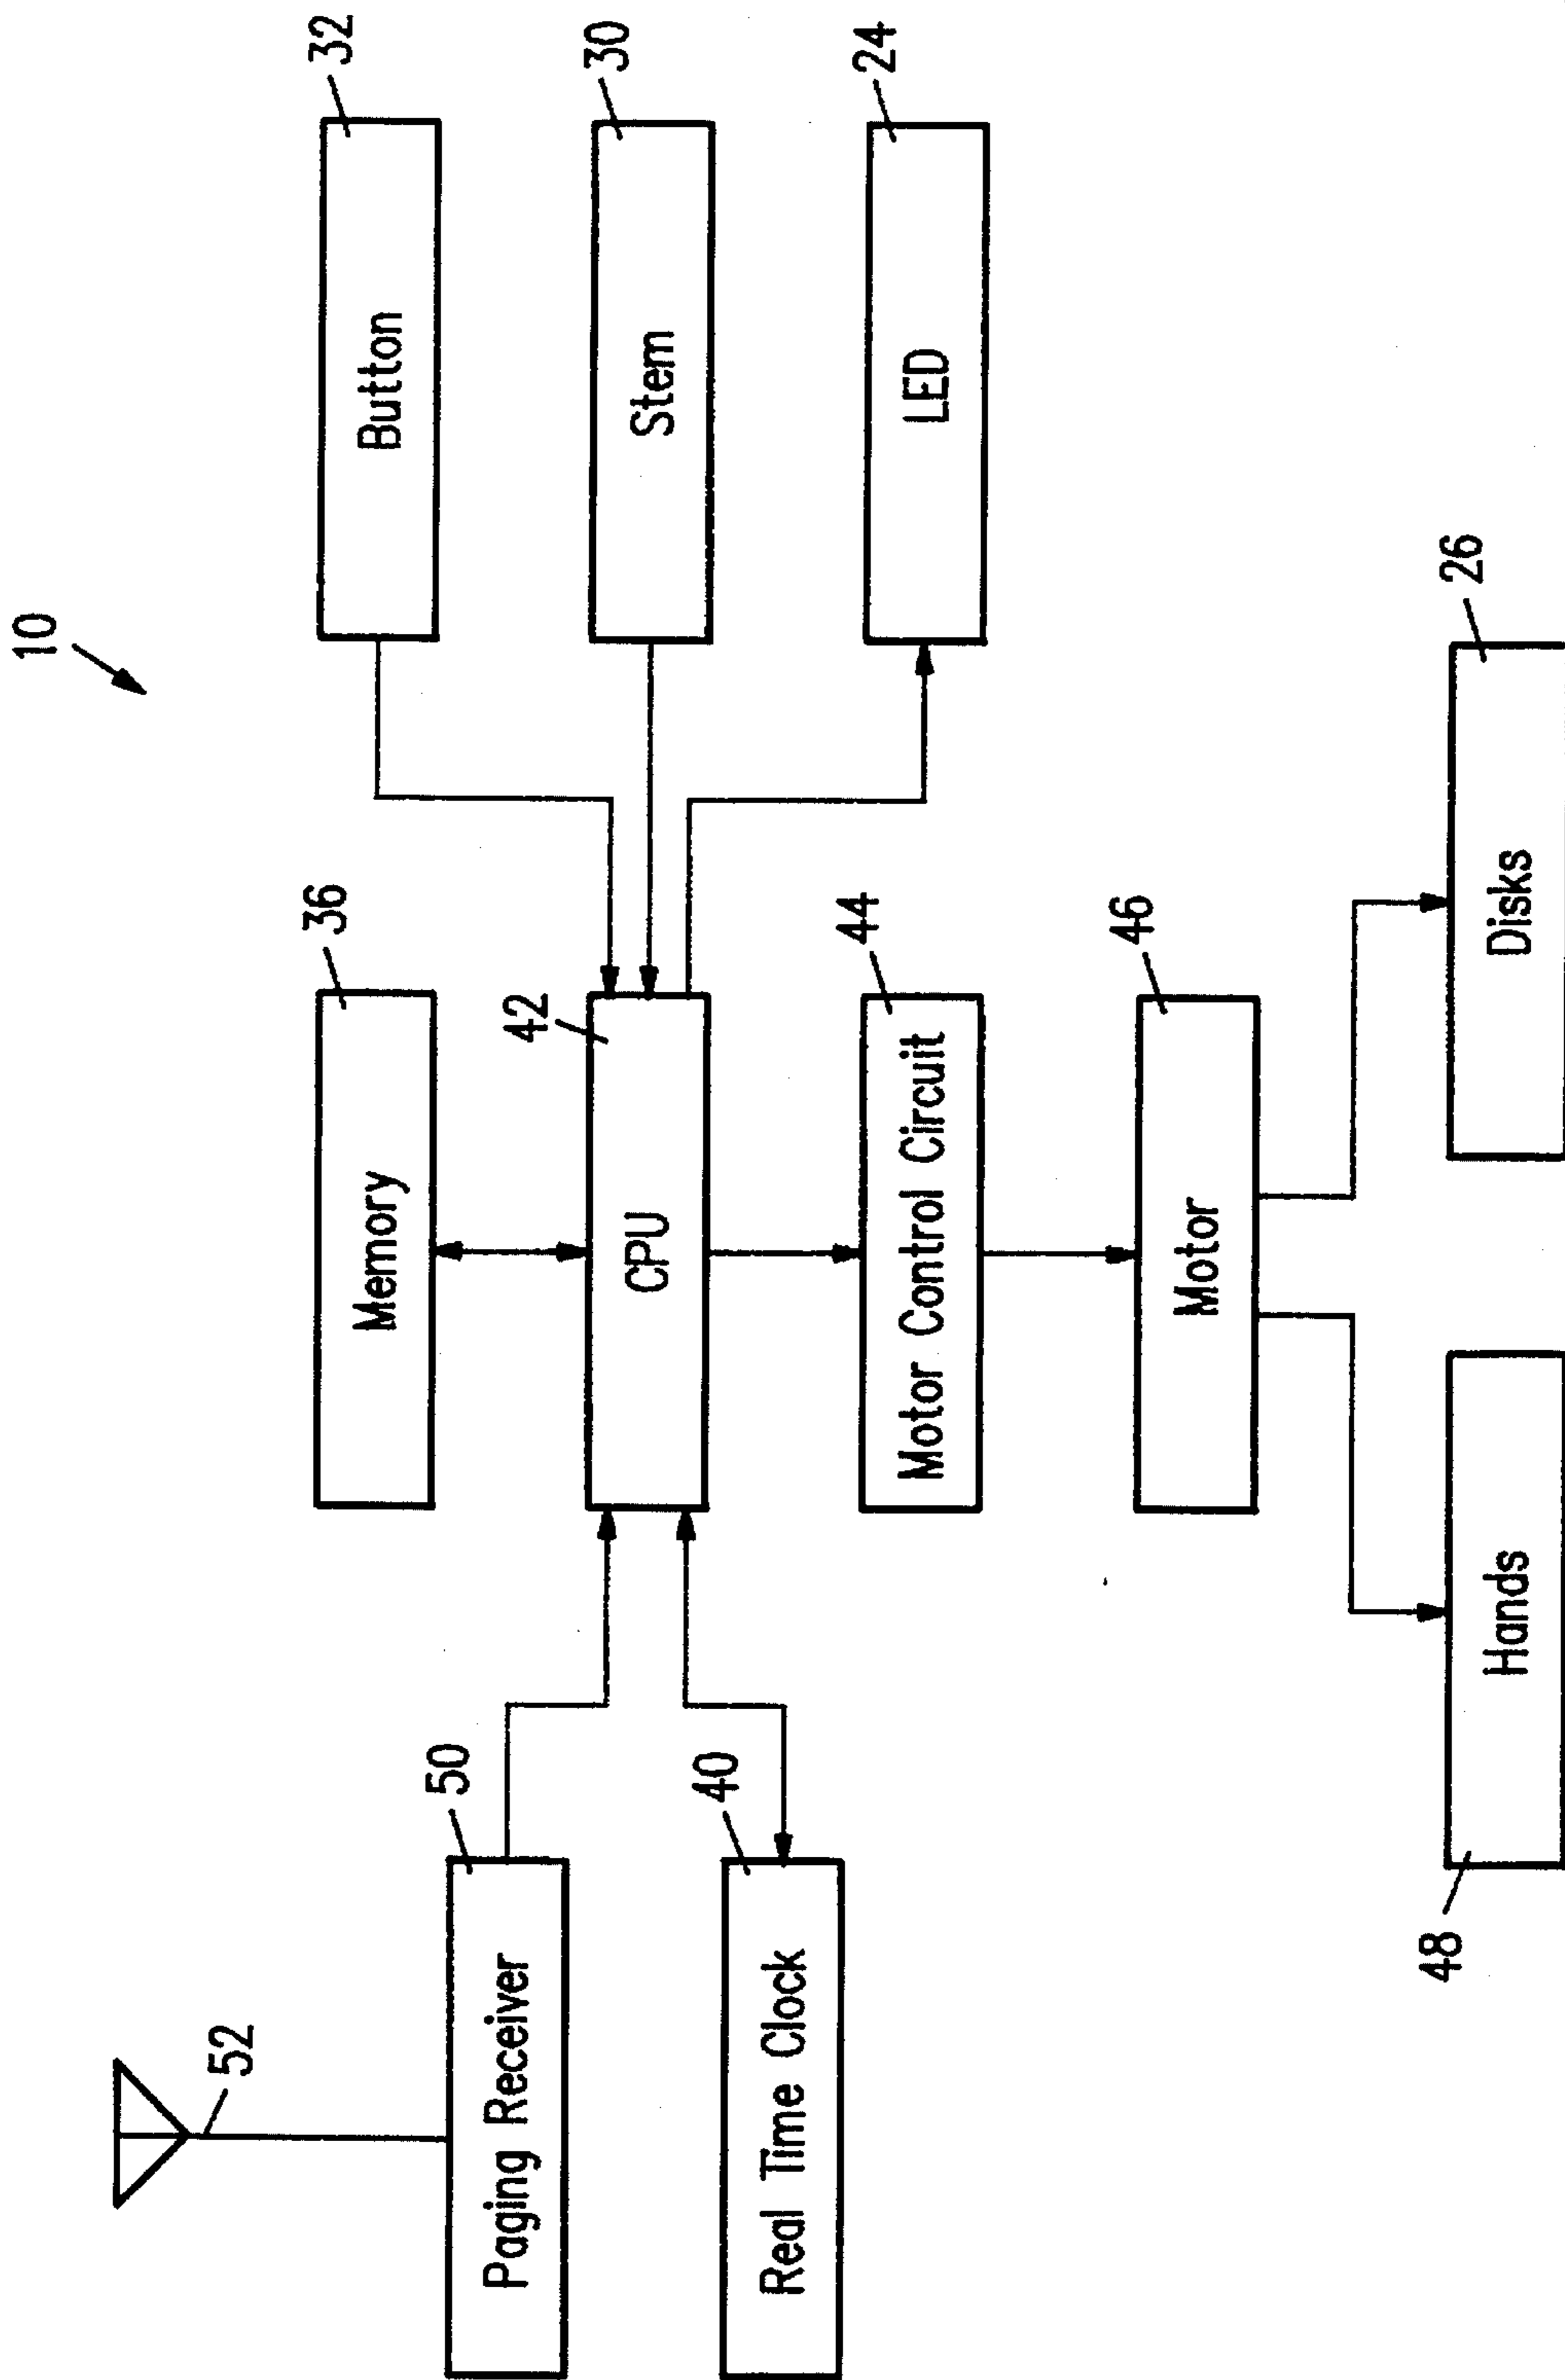 10
32
Button
30
Stem
24
LED
36
Memory
42
CPU
44
Motor Control Circuit
46
Motor
26
Disks
48
Hands
52
50
Paging Receiver
40
Real Time Clock